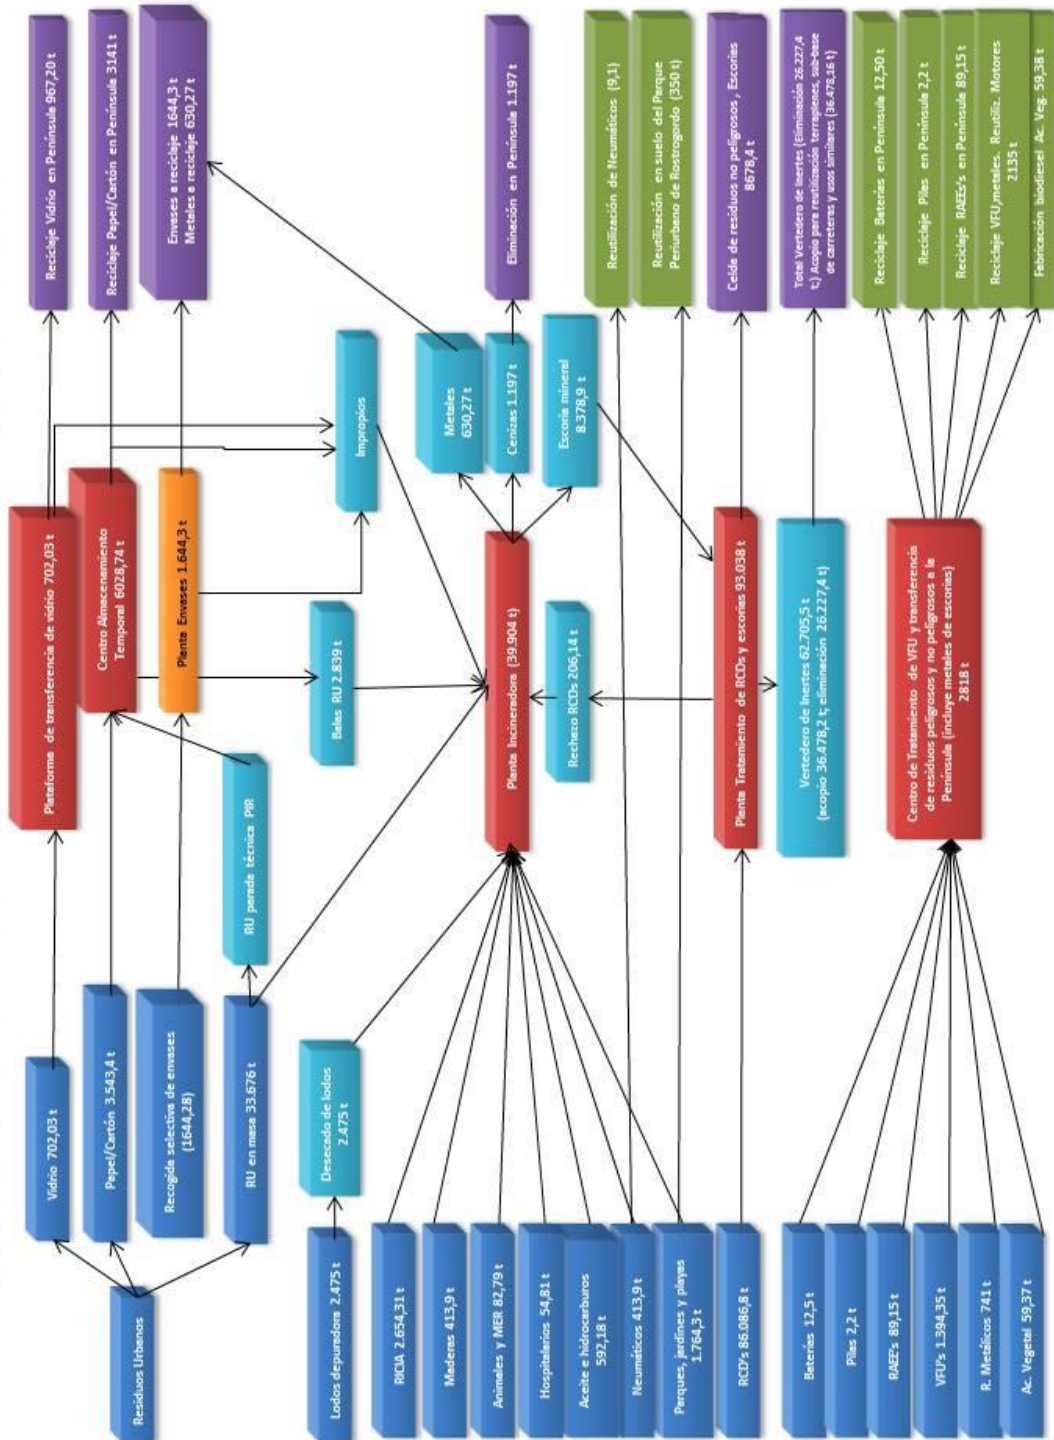 Residuos Urbanos
Vidrio 702,03 t
Papel/Cartón 3.543,4 t
Recogida selectiva de envases
(1644,28)
RU en masa 33.676 t
RU parada técnica PIR
Plataforma de transferencia de vidrio 702,03 t
Centro Almacenamiento
Temporal 6028,74 t
Planta Envases 1.644,3 t
Balas RU 2.839 t
Impropios
Reciclaje Vidrio en Península 967,20 t
Reciclaje Papel/Cartón en Península 3141 t
Envases a reciclaje 1644,3 t
Metales a reciclaje 630,27 t
Lodos depuradora 2.475 t
Desecado de lodos
2.475 t
RICIA 2.654,31 t
Maderas 413,9 t
Animales y MER 82,79 t
Hospitalarios 54,81 t
Aceite e hidrocarburos
592,18 t
Neumáticos 413,9 t
Parques, jardines y playas
1.764,3 t
Planta Incineradora (39.904 t)
Rechazo RCDs 206,14 t
Metales
630,27 t
Cenizas 1.197 t
Escoria mineral
8.378,9 t
Eliminación en Península 1.197 t
Reutilización de Neumáticos (9,1)
Reutilización en suelo del Parque
Periurbano de Rostrogordo (350 t)
RCD's 86.086,8 t
Planta Tratamiento de RCDs y escorias 93.038 t
Vertedero de Inertes 62.705,5 t
(acopio 36.478,2 t; eliminación 26.227,4 t)
Celda de residuos no peligrosos , Escorias
8678,4 t
Total Vertedero de Inertes (Eliminación 26.227,4
t;) Acopio para reutilización terraplenes, sub-base
de carreteras y usos similares (36.478,16 t)
Baterías 12,5 t
Pilas 2,2 t
RAEE's 89,15 t
VFU's 1.394,35 t
R. Metálicos 741 t
Ac. Vegetal 59,37 t
Centro de Tratamiento de VFU y transferencia
de residuos peligrosos y no peligrosos a la
Península (incluye metales de escorias)
2818 t
Reciclaje Baterías en Península 12,50 t
Reciclaje Pilas en Península 2,2 t
Reciclaje RAEEs's en Península 89,15 t
Reciclaje VFU,metales. Reutiliz. Motores
2135 t
Fabricación biodiesel Ac. Veg. 59,38 t